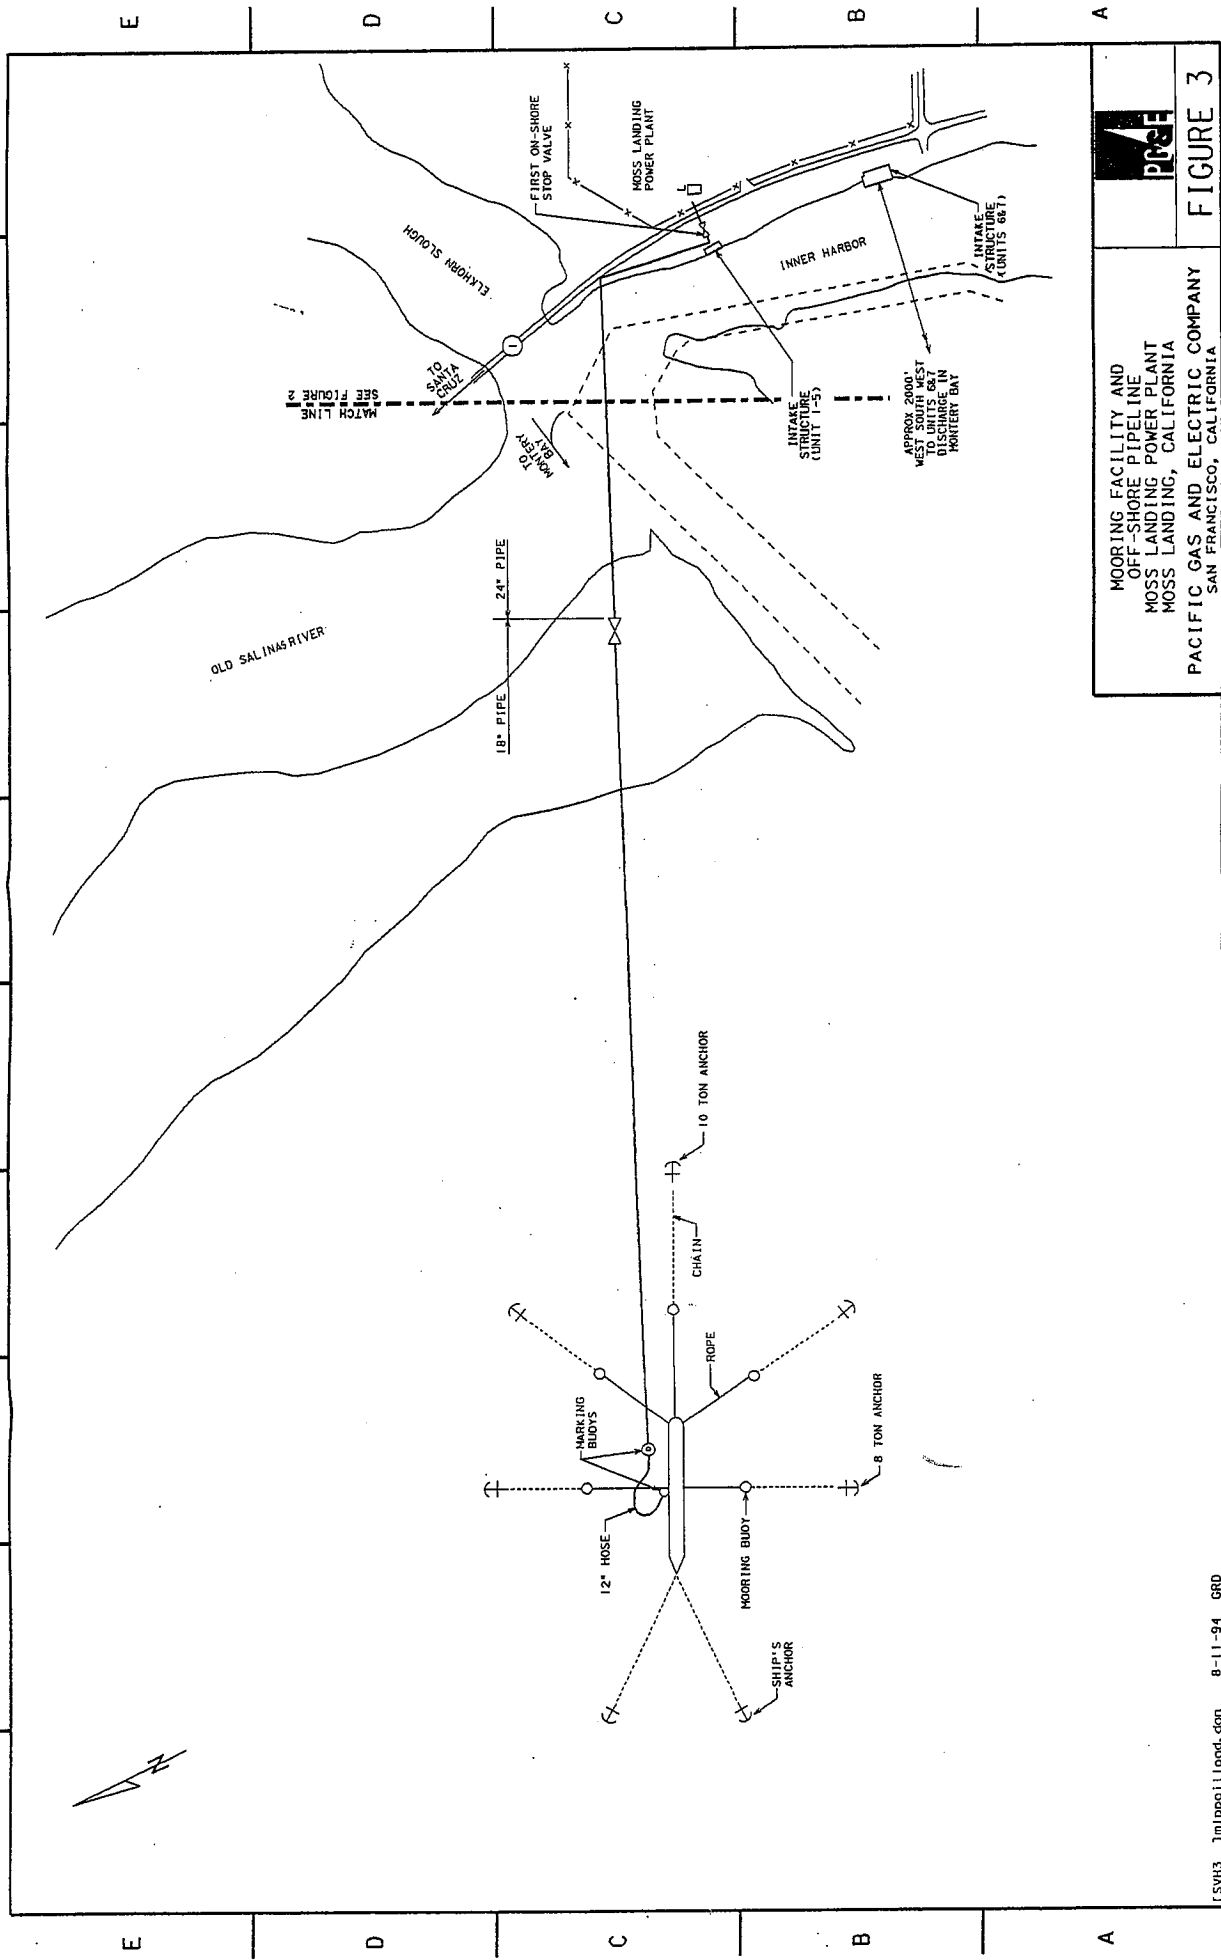 E
D
C
B
A
ELKHORN SLOUGH
FIRST ON-SHORE
STOP VALVE
MOSS LANDING
POWER PLANT
L
1
TO
SANTA
CRUZ
MATCH LINE
SEE FIGURE 2
TO
MONTERY
BAY
INNER HARBOR
INTAKE
STRUCTURE
(UNITS 6&7)
INTAKE
STRUCTURE
(UNIT 1-5)
APPROX 2000'
WEST SOUTH WEST
TO UNITS 6&7
DISCHARGE IN
MONTERY BAY
OLD SALINAS RIVER
18" PIPE
24" PIPE
10 TON ANCHOR
CHAIN
ROPE
MARKING
BUOYS
12" HOSE
8 TON ANCHOR
MOORING BUOY
SHIP'S
ANCHOR
N
E
D
C
B
A
MOORING FACILITY AND
OFF-SHORE PIPELINE
MOSS LANDING POWER PLANT
MOSS LANDING, CALIFORNIA
PACIFIC GAS AND ELECTRIC COMPANY
SAN FRANCISCO, CALIFORNIA
PG&E
FIGURE 3
8-11-94 GRD